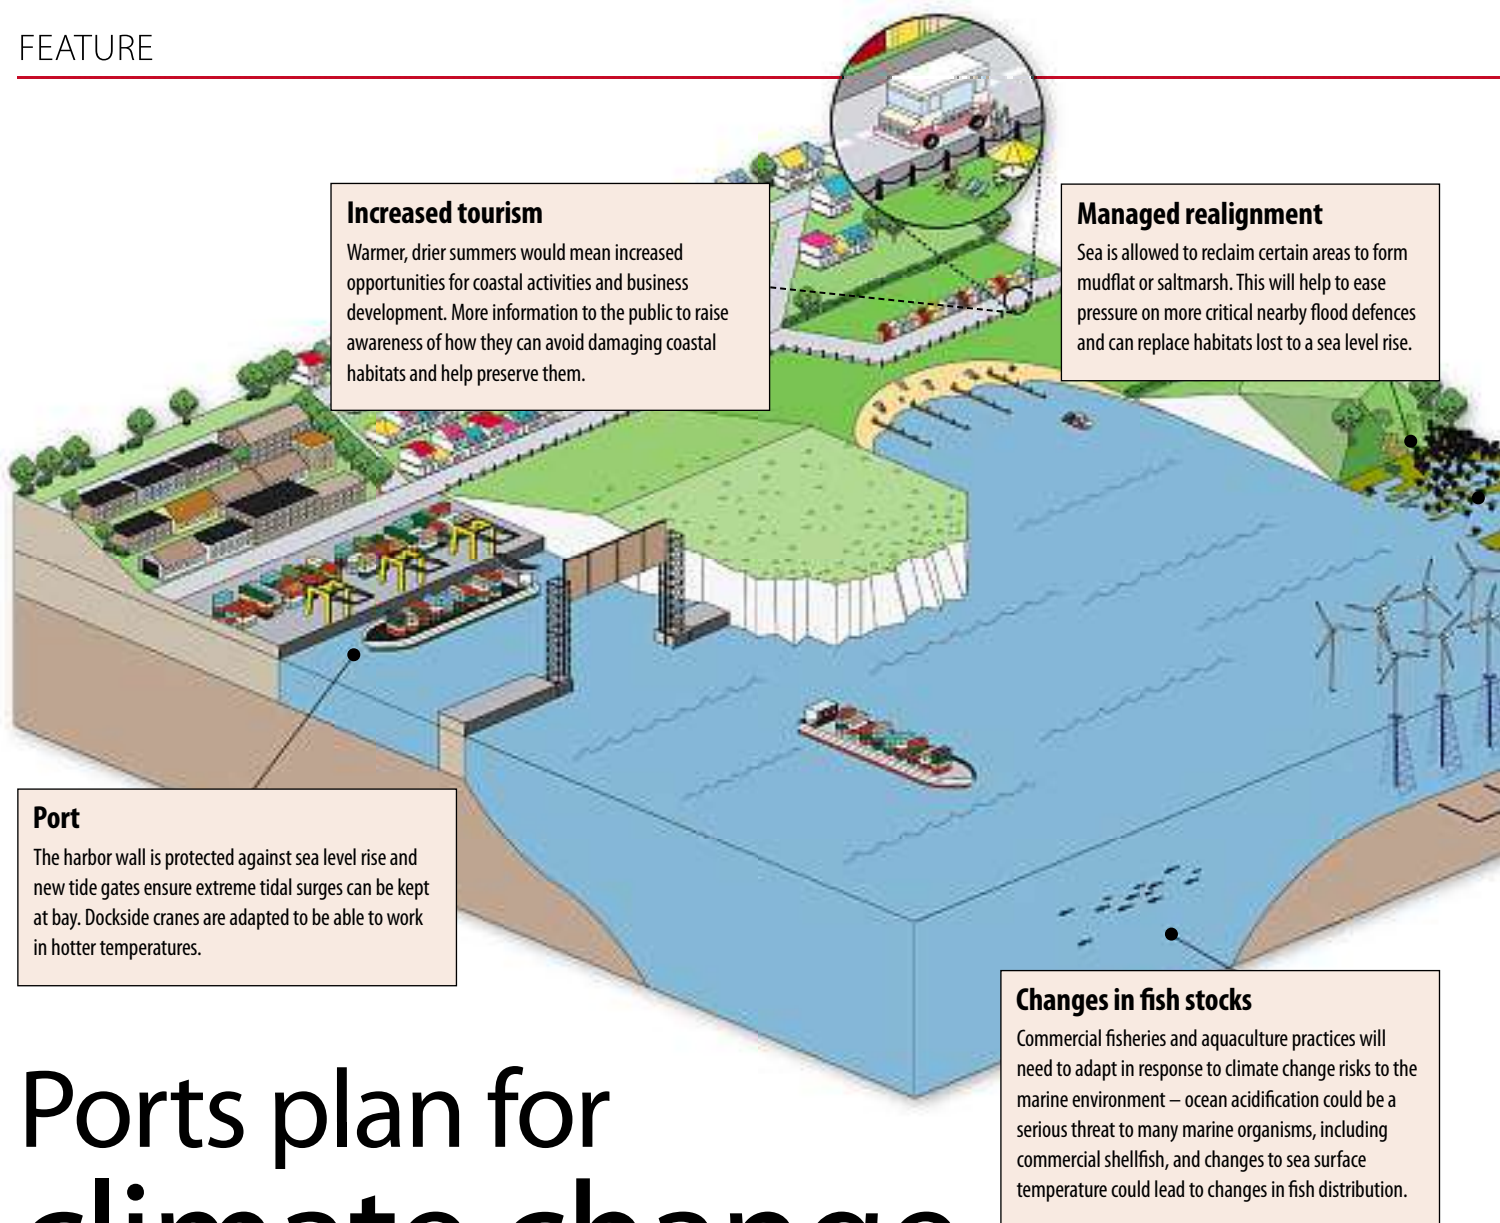 FEATURE
Increased tourism
Warmer, drier summers would mean increased
opportunities for coastal activities and business
development. More information to the public to raise
awareness of how they can avoid damaging coastal
habitats and help preserve them.
Managed realignment
Sea is allowed to reclaim certain areas to form
mudflat or saltmarsh. This will help to ease
pressure on more critical nearby flood defences
and can replace habitats lost to a sea level rise.
Port
The harbor wall is protected against sea level rise and
new tide gates ensure extreme tidal surges can be kept
at bay. Dockside cranes are adapted to be able to work
in hotter temperatures.
Changes in fish stocks
Commercial fisheries and aquaculture practices will
need to adapt in response to climate change risks to the
marine environment – ocean acidification could be a
serious threat to many marine organisms, including
commercial shellfish, and changes to sea surface
temperature could lead to changes in fish distribution.
Ports plan for
climate change